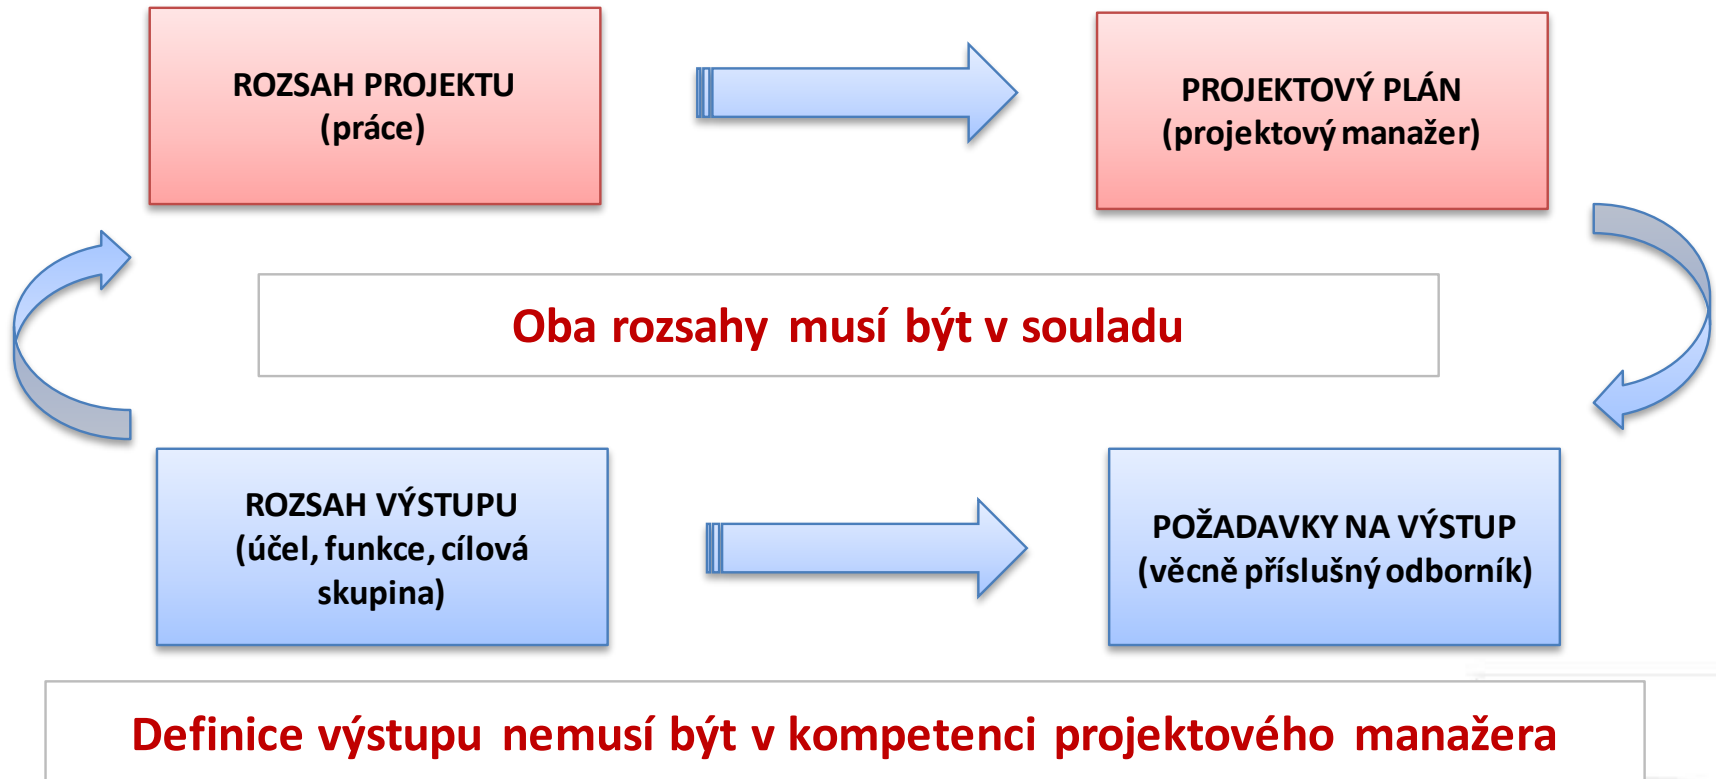 ROZSAH PROJEKTU
(práce)
PROJEKTOVÝ PLÁN
(projektový manažer)
Oba rozsahy musí být v souladu
ROZSAH VÝSTUPU
(účel, funkce, cílová
skupina)
POŽADAVKY NA VÝSTUP
(věcně příslušný odborník)
Definice výstupu nemusí být v kompetenci projektového manažera